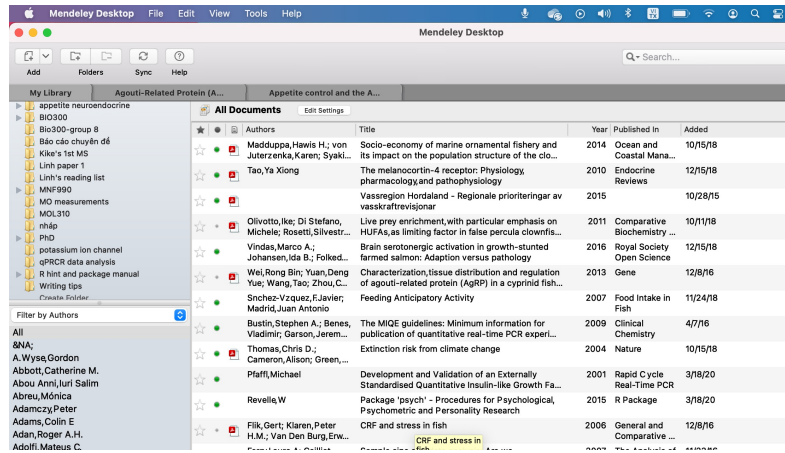 Mendeley Desktop File Edit View Tools Help
VI
TX
Mendeley Desktop
Search...
Add Folders Sync Help
My Library Agouti-Related Protein (A... Appetite control and the A...
appetite neuroendocrine
BIO300
Bio300-group 8
Báo cáo chuyên đề
Kike's 1st MS
Linh paper 1
Linh's reading list
MNF990
MO measurements
MOL310
nháp
PhD
potassium ion channel
qPRCR data analysis
R hint and package manual
Writing tips
Create Folder
Filter by Authors
All
&NA;
A.Wyse,Gordon
Abbott,Catherine M.
Abou Anni,Iuri Salim
Abreu,Mónica
Adamczy,Peter
Adams,Colin E
Adan,Roger A.H.
Adolfi,Mateus C.
All Documents Edit Settings
Authors Title Year Published In Added
Madduppa,Hawis H.; von Socio-economy of marine ornamental fishery and 2014 Ocean and 10/15/18
Juterzenka,Karen; Syaki... its impact on the population structure of the clo... Coastal Mana...
Tao,Ya Xiong The melanocortin-4 receptor: Physiology, 2010 Endocrine 12/15/18
pharmacology,and pathophysiology Reviews
Vassregion Hordaland - Regionale prioriteringar av 2015 10/28/15
vasskraftrevisjonar
Olivotto,Ike; Di Stefano, Live prey enrichment,with particular emphasis on 2011 Comparative 10/11/18
Michele; Rosetti,Silvestr... HUFAs,as limiting factor in false percula clownfis... Biochemistry ...
Vindas,Marco A.; Brain serotonergic activation in growth-stunted 2016 Royal Society 12/15/18
Johansen,Ida B.; Folked... farmed salmon: Adaption versus pathology Open Science
Wei,Rong Bin; Yuan,Deng Characterization,tissue distribution and regulation 2013 Gene 12/8/16
Yue; Wang,Tao; Zhou,C... of agouti-related protein (AgRP) in a cyprinid fish...
Snchez-Vzquez,F.Javier; Feeding Anticipatory Activity 2007 Food Intake in 11/24/18
Madrid,Juan Antonio Fish
Bustin,Stephen A.; Benes, The MIQE guidelines: Minimum information for 2009 Clinical 4/7/16
Vladimir; Garson,Jerem... publication of quantitative real-time PCR experi... Chemistry
Thomas,Chris D.; Extinction risk from climate change 2004 Nature 10/15/18
Cameron,Alison; Green,...
Pfaffl,Michael Development and Validation of an Externally 2001 Rapid Cycle 3/18/20
Standardised Quantitative Insulin-like Growth Fa... Real-Time PCR
Revelle,W Package 'psych' - Procedures for Psychological, 2015 R Package 3/18/20
Psychometric and Personality Research
Flik,Gert; Klaren,Peter CRF and stress in fish 2006 General and 12/8/16
H.M.; Van Den Burg,Erw... Comparative ...
CRF and stress in
fish